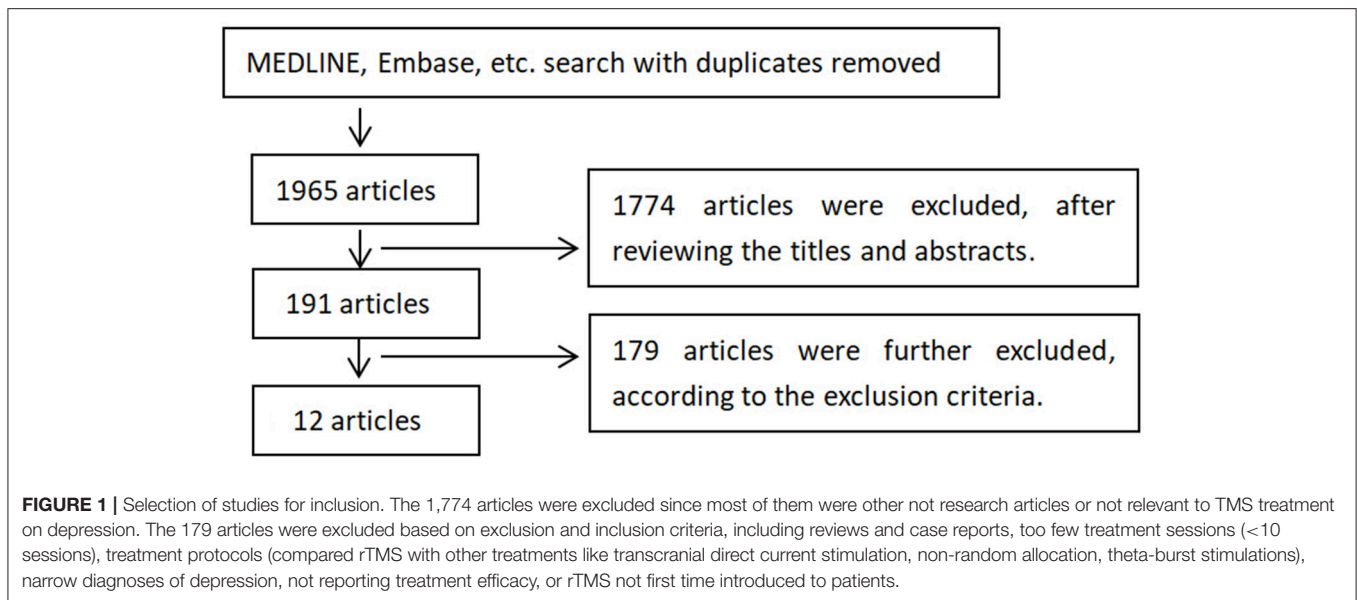 MEDLINE, Embase, etc. search with duplicates removed
1965 articles
1774 articles were excluded, after
reviewing the titles and abstracts.
191 articles
179 articles were further excluded,
according to the exclusion criteria.
12 articles
FIGURE 1 | Selection of studies for inclusion. The 1,774 articles were excluded since most of them were other not research articles or not relevant to TMS treatment
on depression. The 179 articles were excluded based on exclusion and inclusion criteria, including reviews and case reports, too few treatment sessions (<10
sessions), treatment protocols (compared rTMS with other treatments like transcranial direct current stimulation, non-random allocation, theta-burst stimulations),
narrow diagnoses of depression, not reporting treatment efficacy, or rTMS not first time introduced to patients.